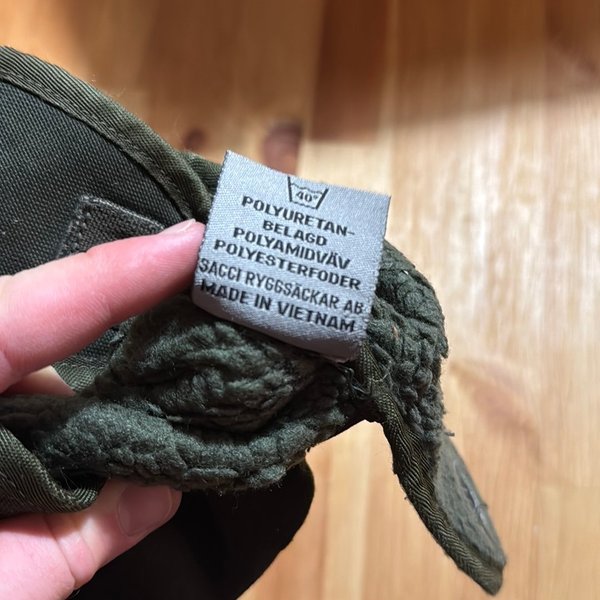 40°
POLYURETAN-
BELAGD
POLYAMIDVÄV
POLYESTERFODER
SACCI RYGGSÄCKAR AB
MADE IN VIETNAM